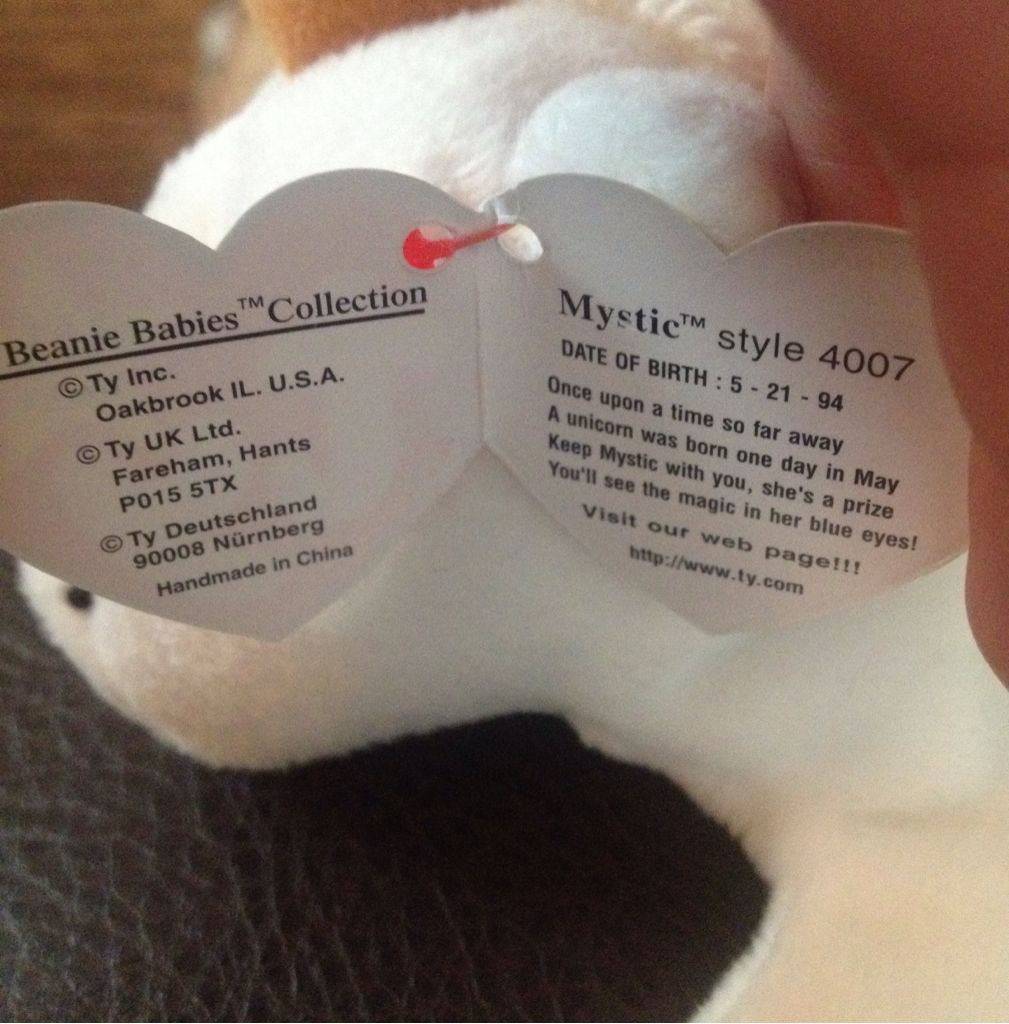 Beanie Babies™ Collection
© Ty Inc.
Oakbrook IL. U.S.A.
© Ty UK Ltd.
Fareham, Hants
P015 5TX
© Ty Deutschland
90008 Nürnberg
Handmade in China
Mystic™ style 4007
DATE OF BIRTH : 5 - 21 - 94
Once upon a time so far away
A unicorn was born one day in May
Keep Mystic with you, she's a prize
You'll see the magic in her blue eyes!
Visit our web page!!!
http://www.ty.com